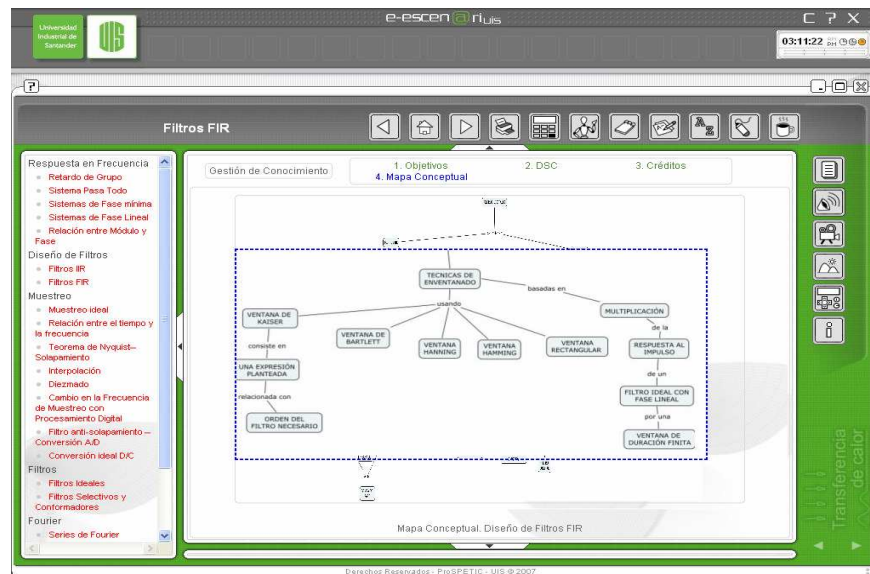 Universidad
Industrial de
Santander
UIS
e-escen@ri uis
C ? X
03:11:22
?
Filtros FIR
A
Z
Respuesta en Frecuencia
Retardo de Grupo
Sistema Pasa Todo
Sistemas de Fase mínima
Sistemas de Fase Lineal
Relación entre Módulo y
Fase
Diseño de Filtros
Filtros IIR
Filtros FIR
Muestreo
Muestreo ideal
Relación entre el tiempo y
la frecuencia
Teorema de Nyquist–
Solapamiento
Interpolación
Diezmado
Cambio en la Frecuencia
de Muestreo con
Procesamiento Digital
Filtro anti-solapamiento –
Conversión A/D
Conversión ideal D/C
Filtros
Filtros Ideales
Filtros Selectivos y
Conformadores
Fourier
Series de Fourier
Gestión de Conocimiento
1. Objetivos
2. DSC
3. Créditos
4. Mapa Conceptual
TECNICAS DE
ENVENTANADO
usando
basadas en
VENTANA DE
KAISER
VENTANA DE
BARTLETT
VENTANA
HANNING
VENTANA
HAMMING
VENTANA
RECTANGULAR
MULTIPLICACIÓN
de la
RESPUESTA AL
IMPULSO
consiste en
UNA EXPRESIÓN
PLANTEADA
relacionada con
ORDEN DEL
FILTRO NECESARIO
de un
FILTRO IDEAL CON
FASE LINEAL
por una
VENTANA DE
DURACIÓN FINITA
Mapa Conceptual. Diseño de Filtros FIR
Transferencia
de calor
Derechos Reservados - ProSPETIC - UIS @ 2007